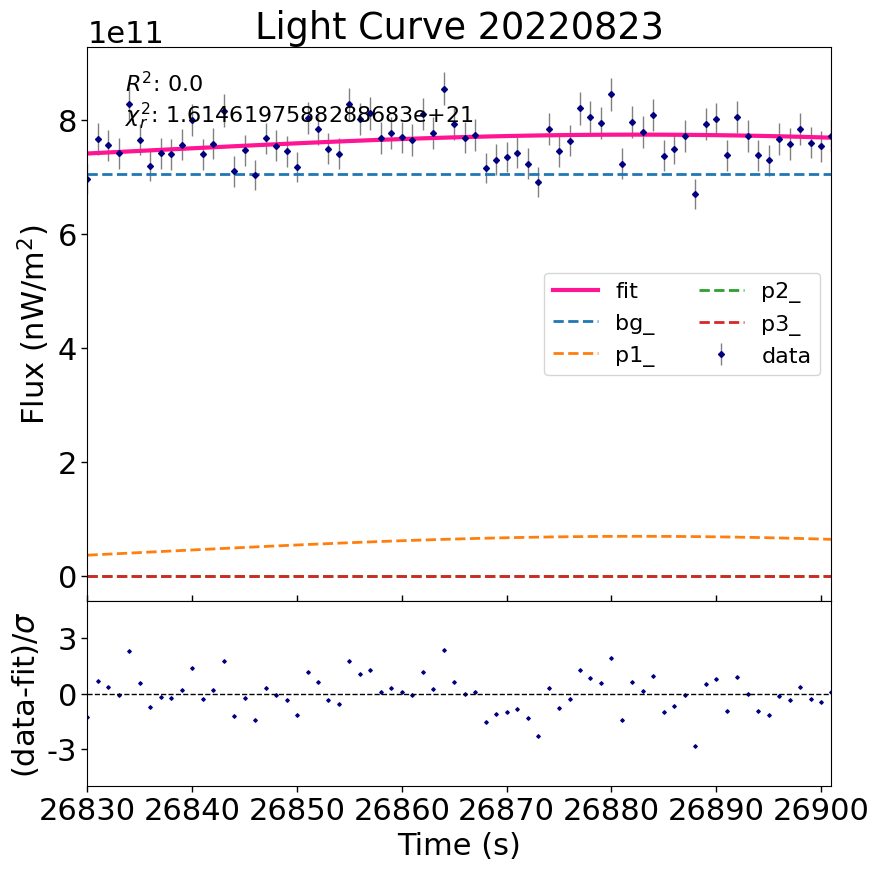 Light Curve 20220823
1e11
R²: 0.0
χ²ᵣ: 1.6146197588288683e+21
8
6
4
2
0
Flux (nW/m²)
fit
bg_
p1_
p2_
p3_
data
3
0
-3
(data-fit)/σ
26830 26840 26850 26860 26870 26880 26890 26900
Time (s)